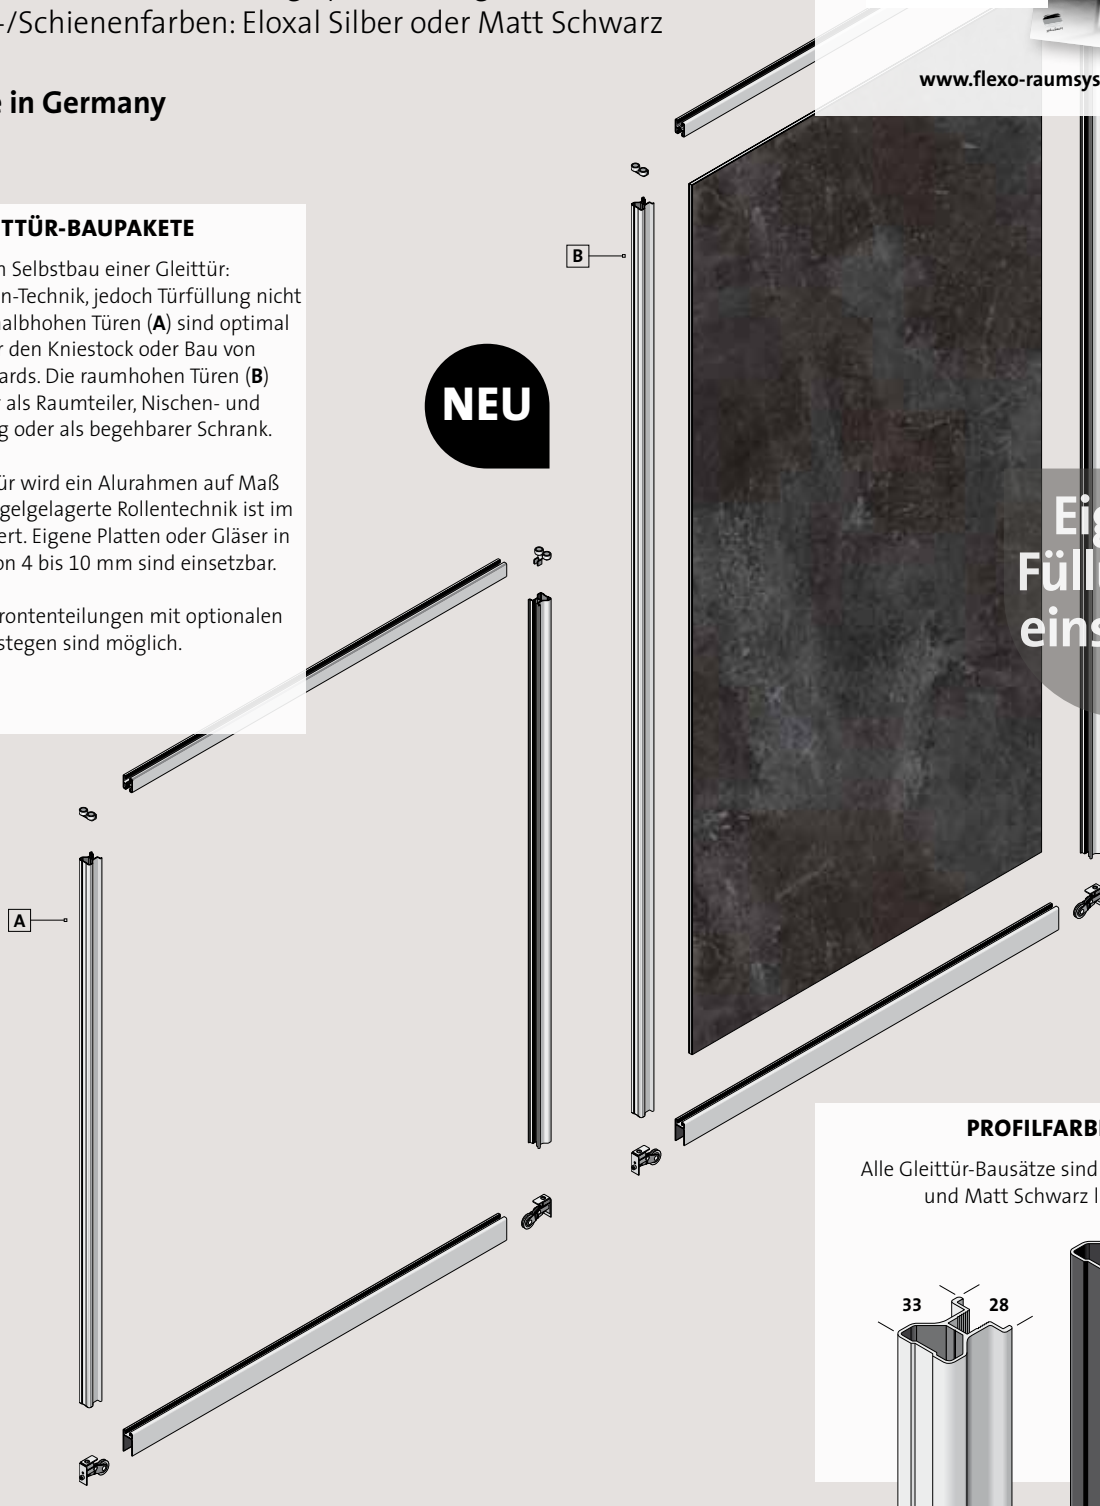 -/Schienenfarben: Eloxal Silber oder Matt Schwarz
in Germany
www.flexo-raumsys
TTÜR-BAUPAKETE
Selbstbau einer Gleittür:
n-Technik, jedoch Türfüllung nicht
albhohen Türen (A) sind optimal
r den Kniestock oder Bau von
ards. Die raumhohen Türen (B)
als Raumteiler, Nischen- und
g oder als begehbarer Schrank.
ür wird ein Alurahmen auf Maß
gelgelagerte Rollentechnik ist im
ert. Eigene Platten oder Gläser in
on 4 bis 10 mm sind einsetzbar.
rontenteilungen mit optionalen
stegen sind möglich.
B
NEU
Eig
Füll
eins
A
PROFILFARB
Alle Gleittür-Bausätze sind
und Matt Schwarz l
33
28